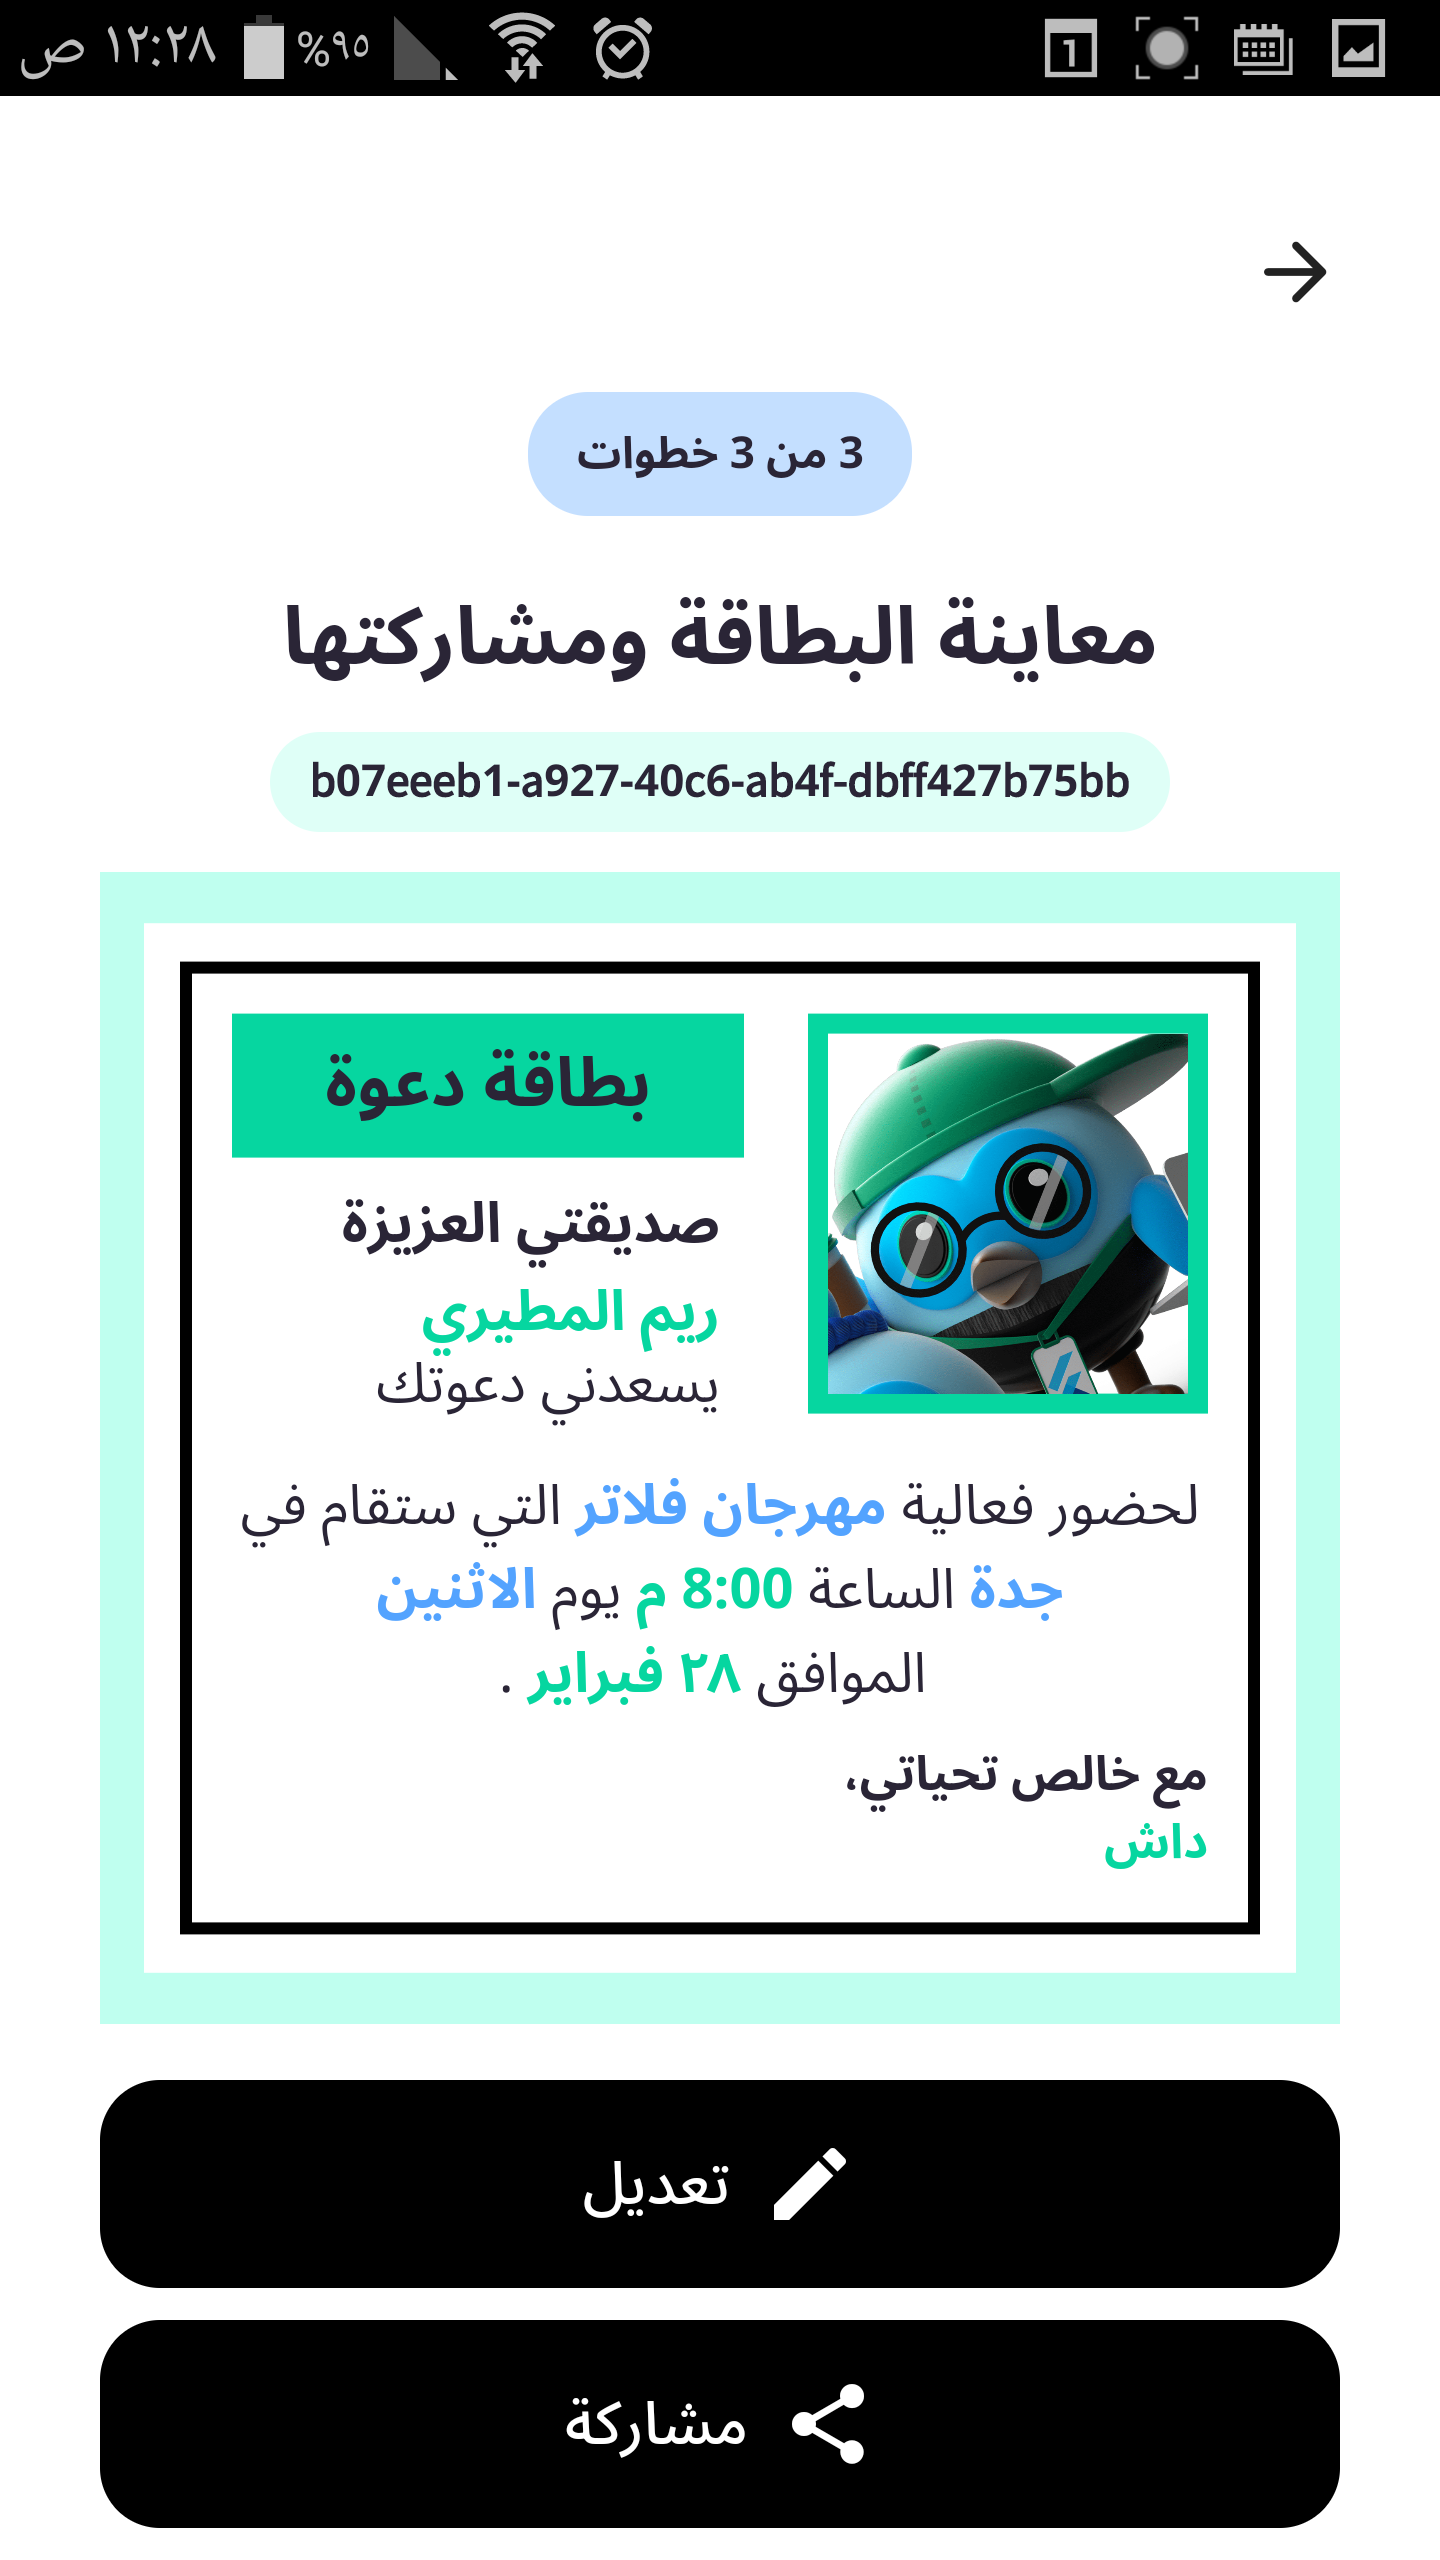 ١٢:٢٨ ص
%٩٥
1
3 من 3 خطوات
معاينة البطاقة ومشاركتها
b07eeeb1-a927-40c6-ab4f-dbff427b75bb
بطاقة دعوة
صديقتي العزيزة
ريم المطيري
يسعدني دعوتك
لحضور فعالية مهرجان فلاتر التي ستقام في
جدة الساعة 8:00 م يوم الاثنين
الموافق ٢٨ فبراير .
مع خالص تحياتي،
داش
تعديل
مشاركة